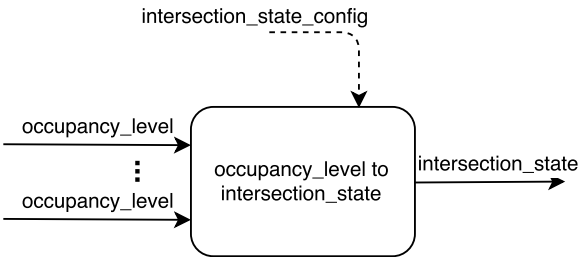 intersection_state_config
occupancy_level
occupancy_level
occupancy_level to
intersection_state
intersection_state